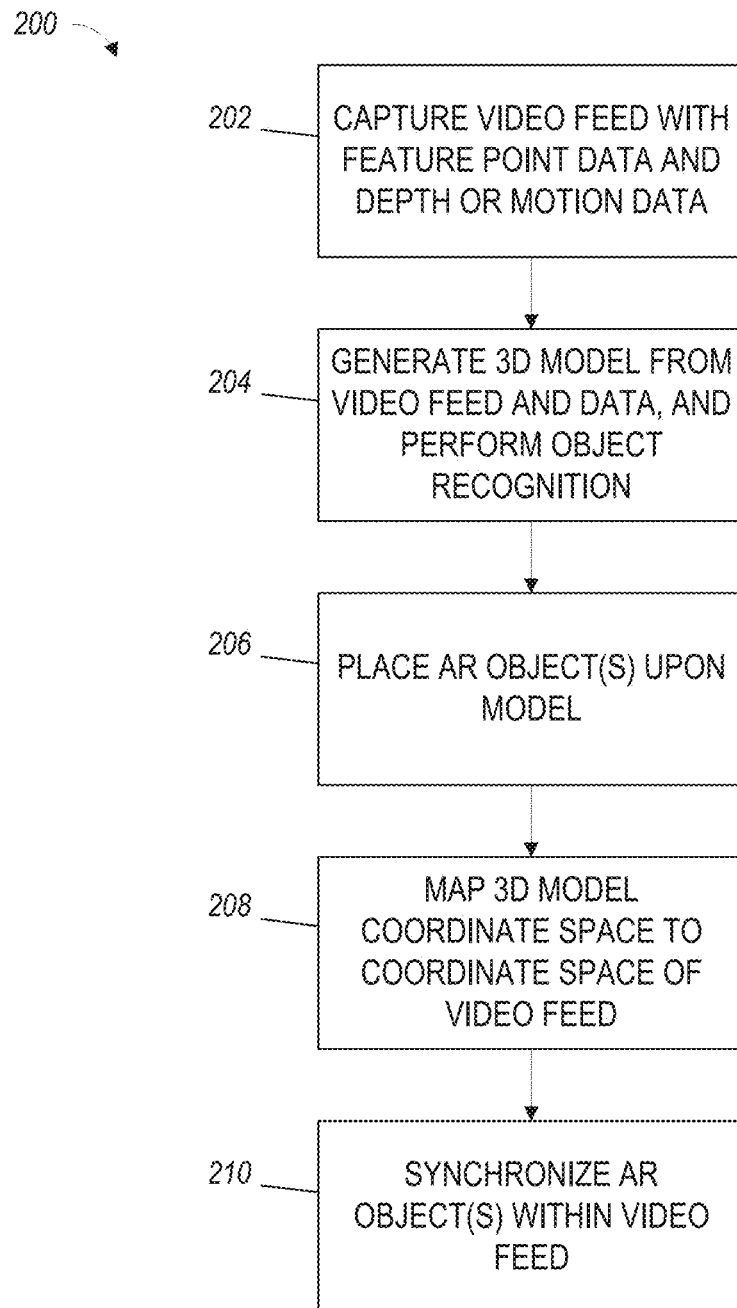 200
202
CAPTURE VIDEO FEED WITH
FEATURE POINT DATA AND
DEPTH OR MOTION DATA
204
GENERATE 3D MODEL FROM
VIDEO FEED AND DATA, AND
PERFORM OBJECT
RECOGNITION
206
PLACE AR OBJECT(S) UPON
MODEL
208
MAP 3D MODEL
COORDINATE SPACE TO
COORDINATE SPACE OF
VIDEO FEED
210
SYNCHRONIZE AR
OBJECT(S) WITHIN VIDEO
FEED